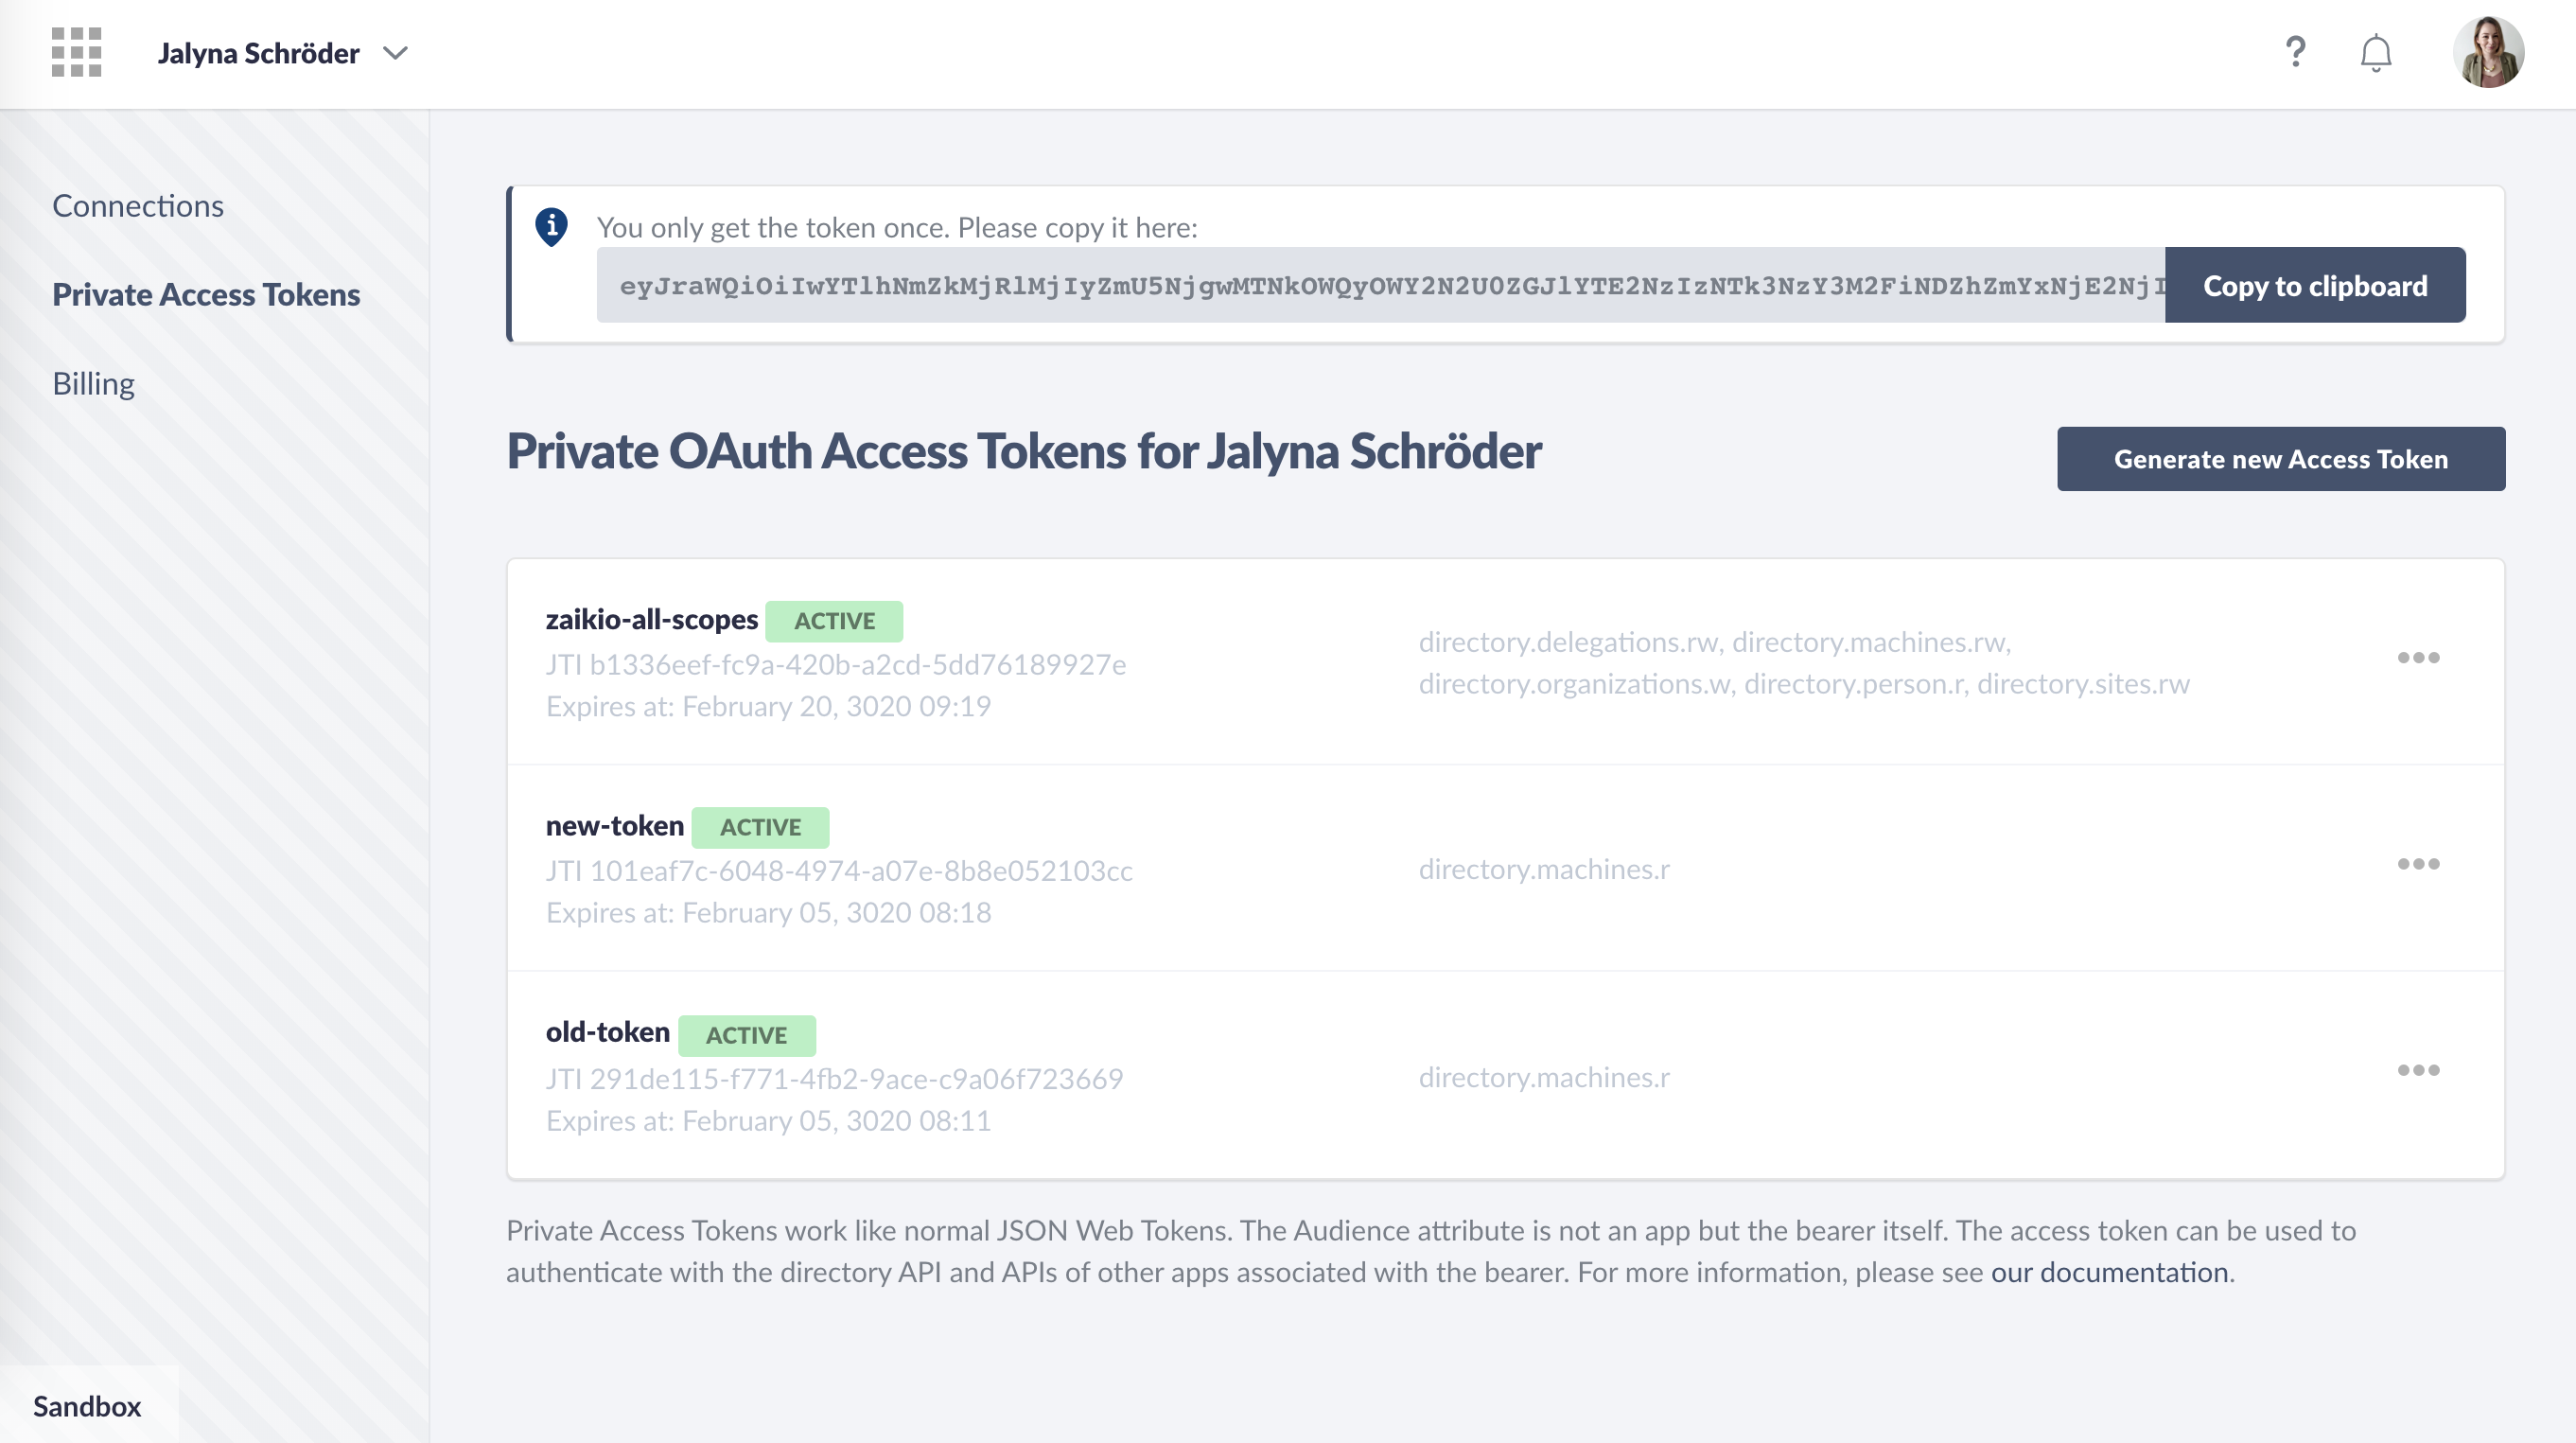 Jalyna Schröder
?
Connections
Private Access Tokens
Billing
Sandbox
You only get the token once. Please copy it here:
eyJraWQiOiIwYTlhNmZkMjRlMjIyZmU5NjgwMTNkOWQyOWY2N2U0ZGJlYTE2NzIzNTk3NzY3M2FiNDZhZmYxNjE2NjI
Copy to clipboard
Private OAuth Access Tokens for Jalyna Schröder
Generate new Access Token
zaikio-all-scopes ACTIVE
JTI b1336eef-fc9a-420b-a2cd-5dd76189927e
Expires at: February 20, 3020 09:19
directory.delegations.rw, directory.machines.rw,
directory.organizations.w, directory.person.r, directory.sites.rw
new-token ACTIVE
JTI 101eaf7c-6048-4974-a07e-8b8e052103cc
Expires at: February 05, 3020 08:18
directory.machines.r
old-token ACTIVE
JTI 291de115-f771-4fb2-9ace-c9a06f723669
Expires at: February 05, 3020 08:11
directory.machines.r
Private Access Tokens work like normal JSON Web Tokens. The Audience attribute is not an app but the bearer itself. The access token can be used to
authenticate with the directory API and APIs of other apps associated with the bearer. For more information, please see our documentation.